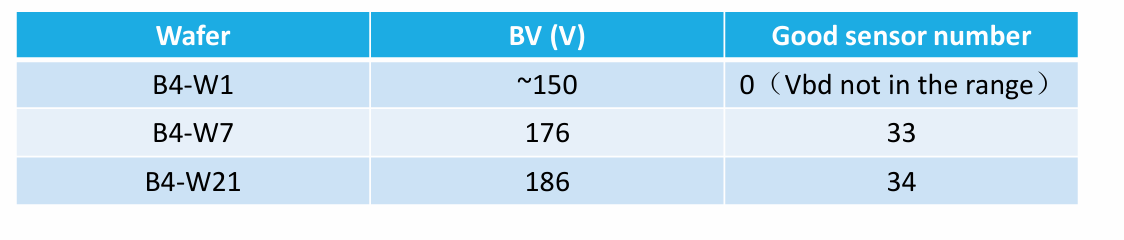 Wafer BV (V) Good sensor number
B4-W1 ~150 0（Vbd not in the range）
B4-W7 176 33
B4-W21 186 34